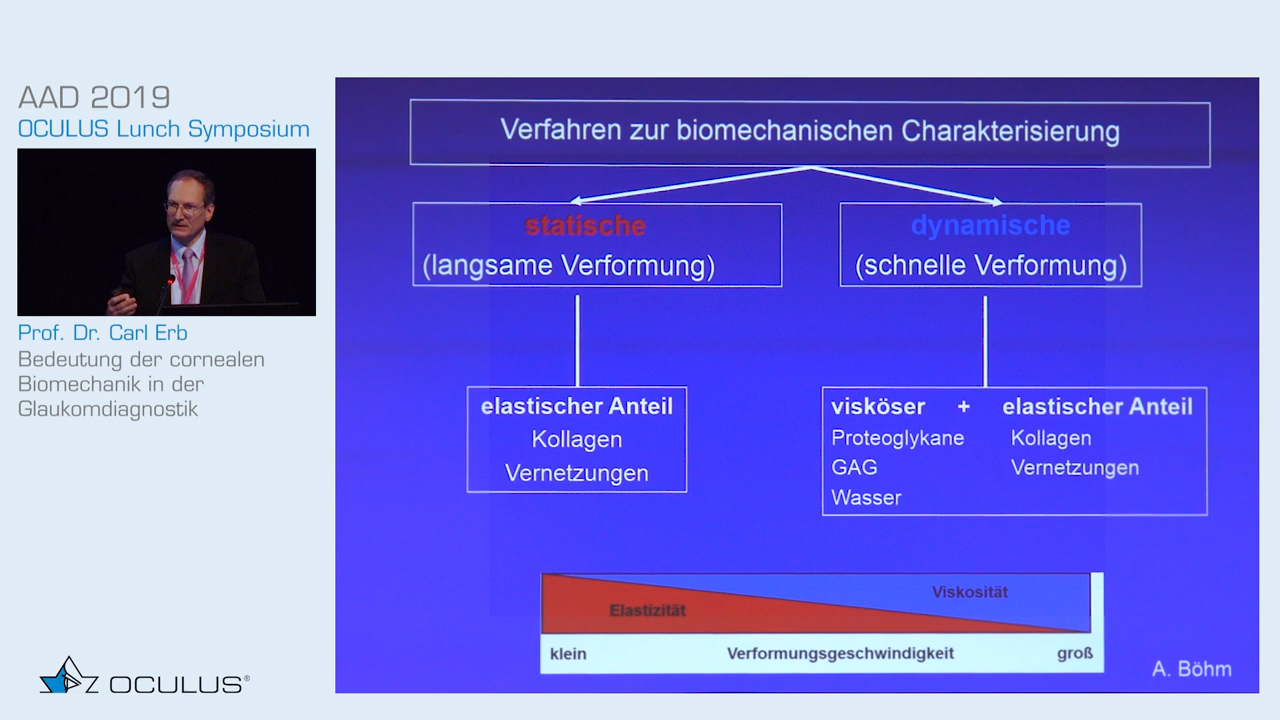 AAD 2019
OCULUS Lunch Symposium
Prof. Dr. Carl Erb
Bedeutung der cornealen
Biomechanik in der
Glaukomdiagnostik
OCULUS®
Verfahren zur biomechanischen Charakterisierung
statische
(langsame Verformung)
dynamische
(schnelle Verformung)
elastischer Anteil
Kollagen
Vernetzungen
visköser + elastischer Anteil
Proteoglykane Kollagen
GAG Vernetzungen
Wasser
Elastizität
Viskosität
klein Verformungsgeschwindigkeit groß
A. Böhm